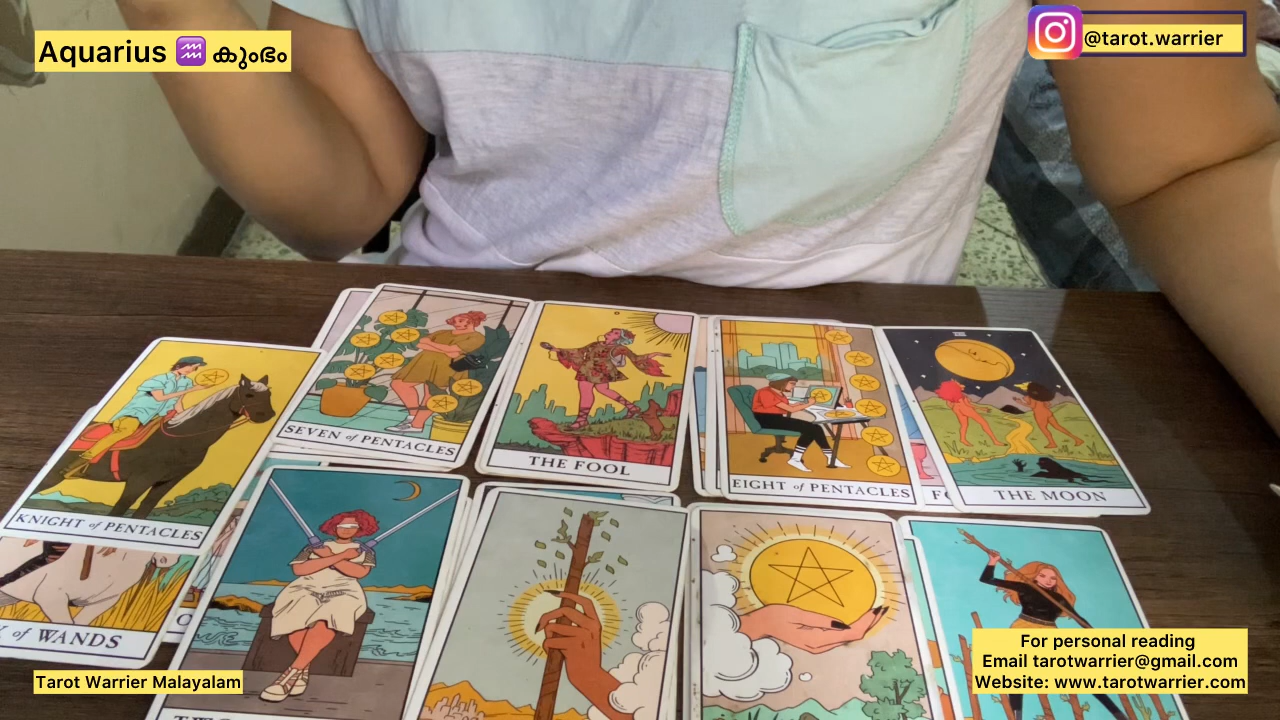 Aquarius ♒ കുംഭം
@tarot.warrier
SEVEN of PENTACLES
THE FOOL
EIGHT of PENTACLES
THE MOON
KNIGHT of PENTACLES
of WANDS
Tarot Warrier Malayalam
For personal reading
Email tarotwarrier@gmail.com
Website: www.tarotwarrier.com